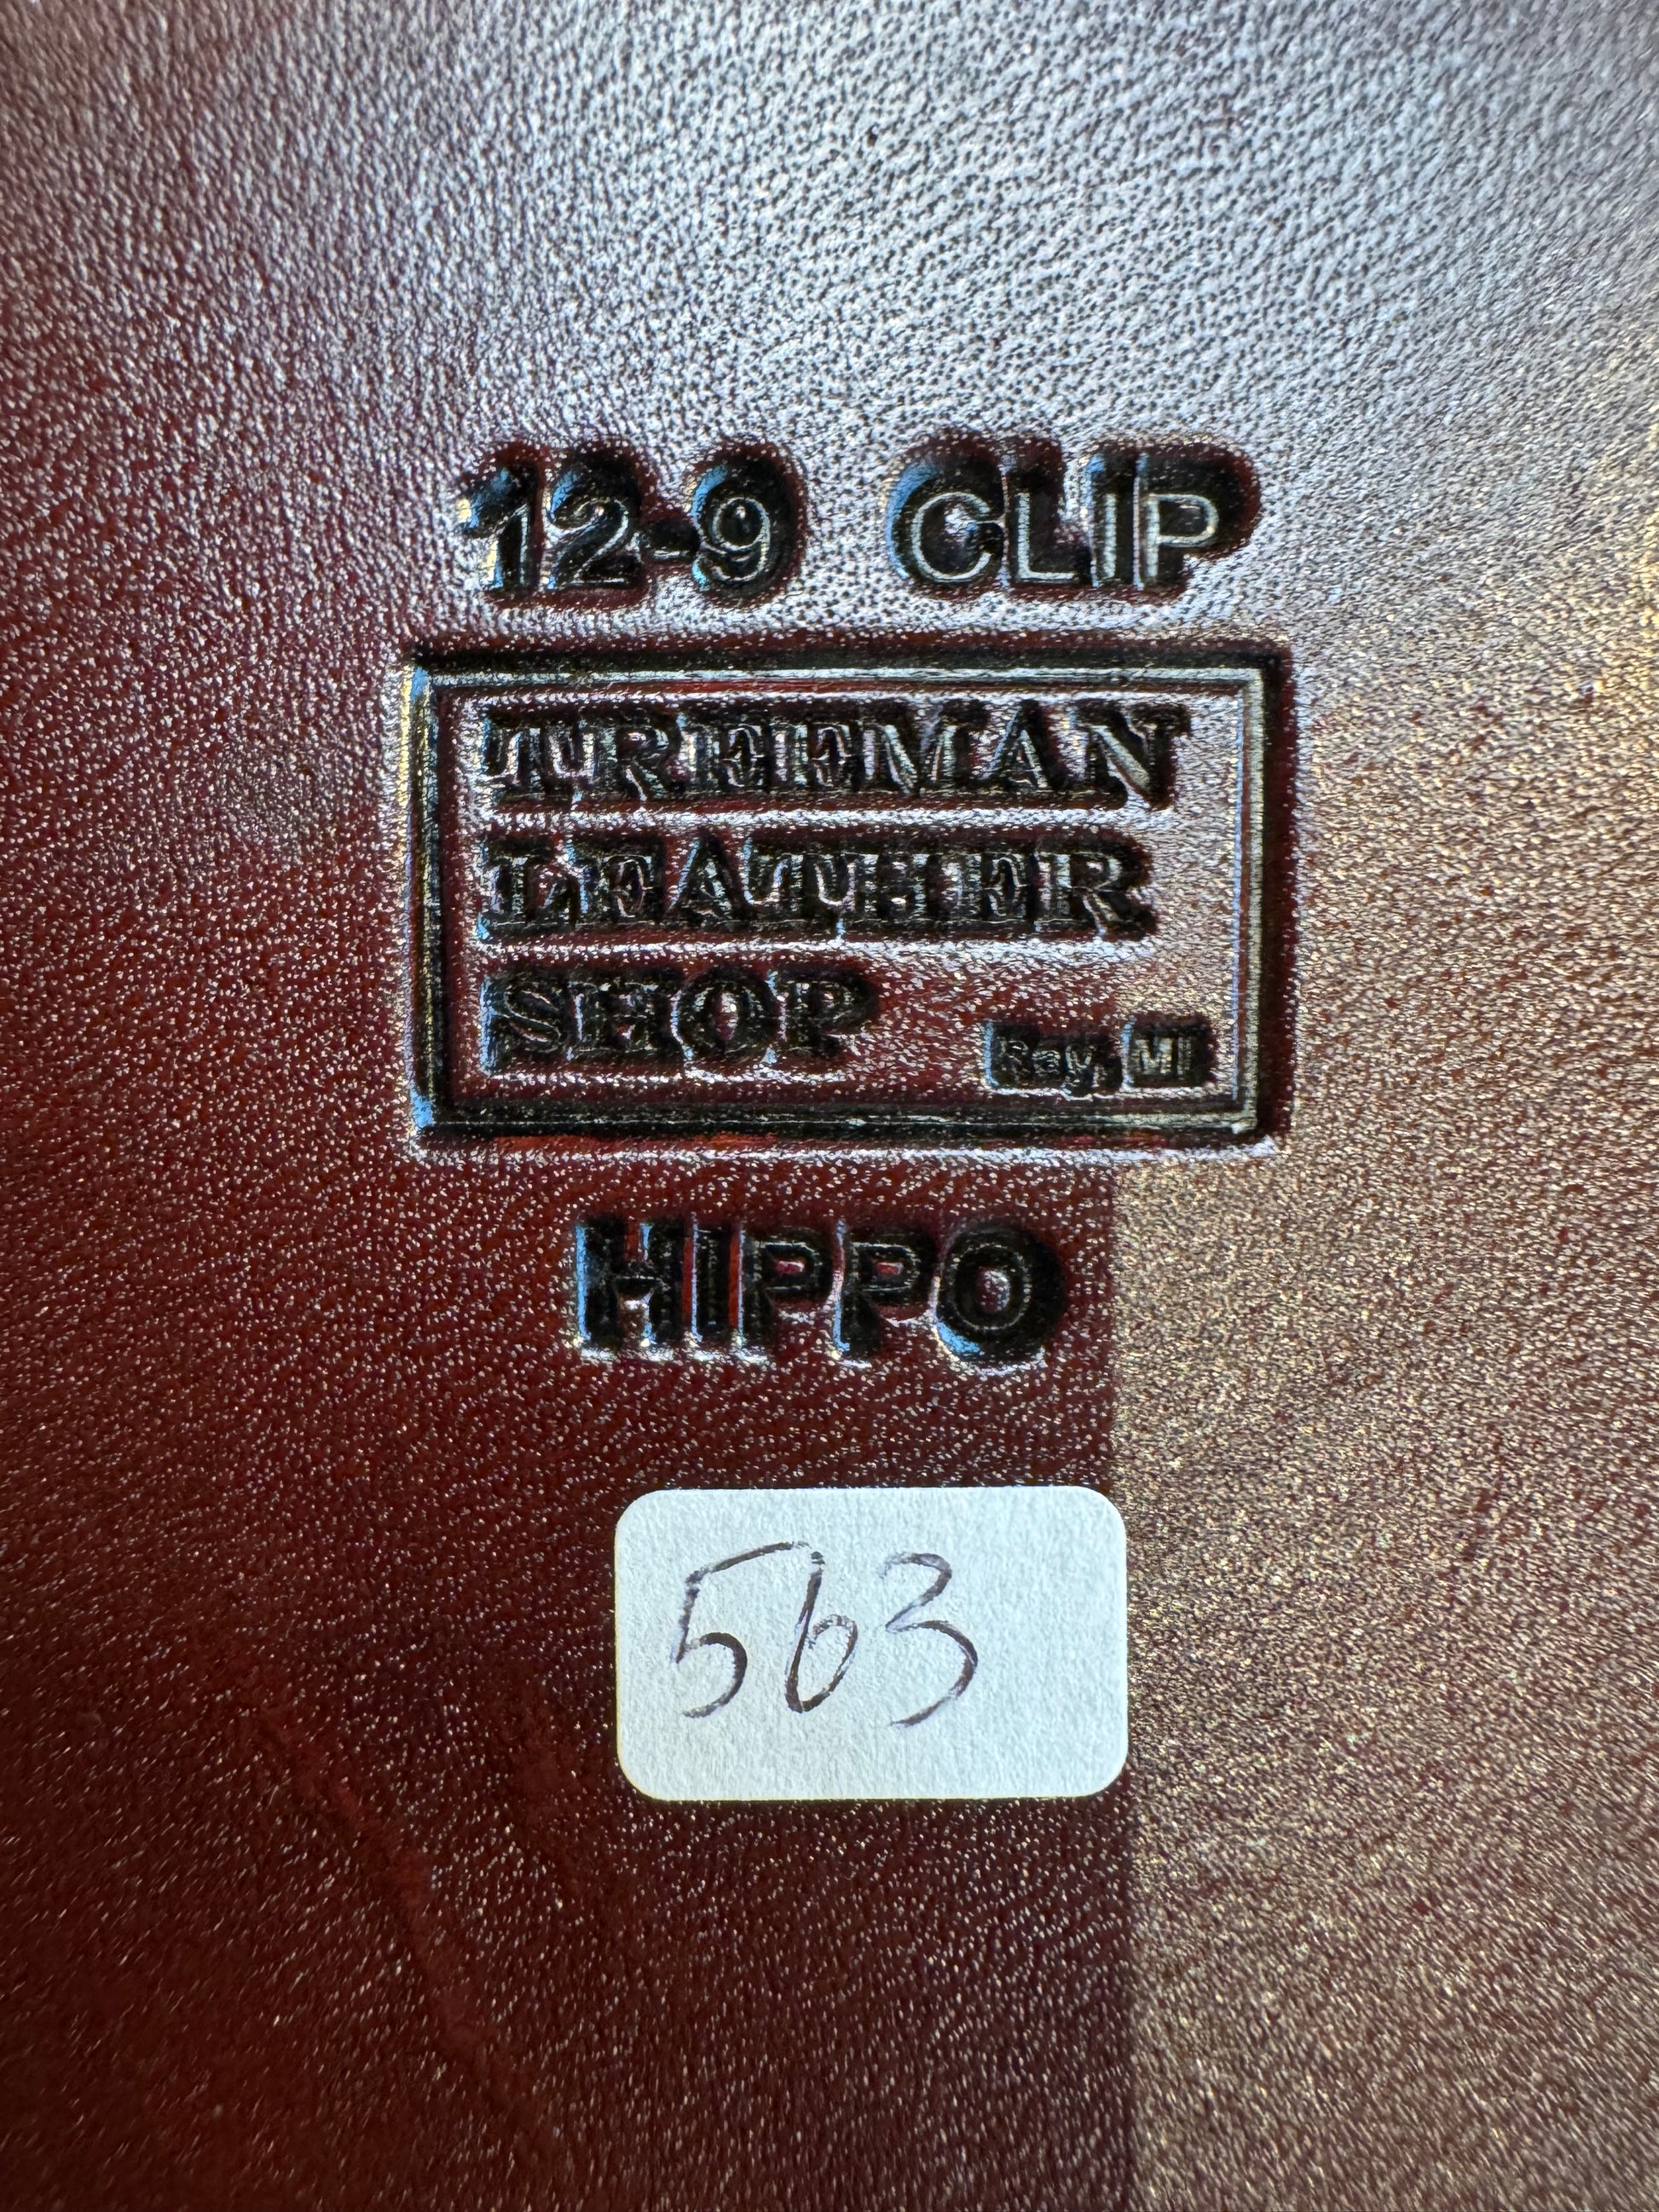 12-9 CLIP
TREEMAN
LEATHER
SHOP
Ray, MI
HIPPO
563